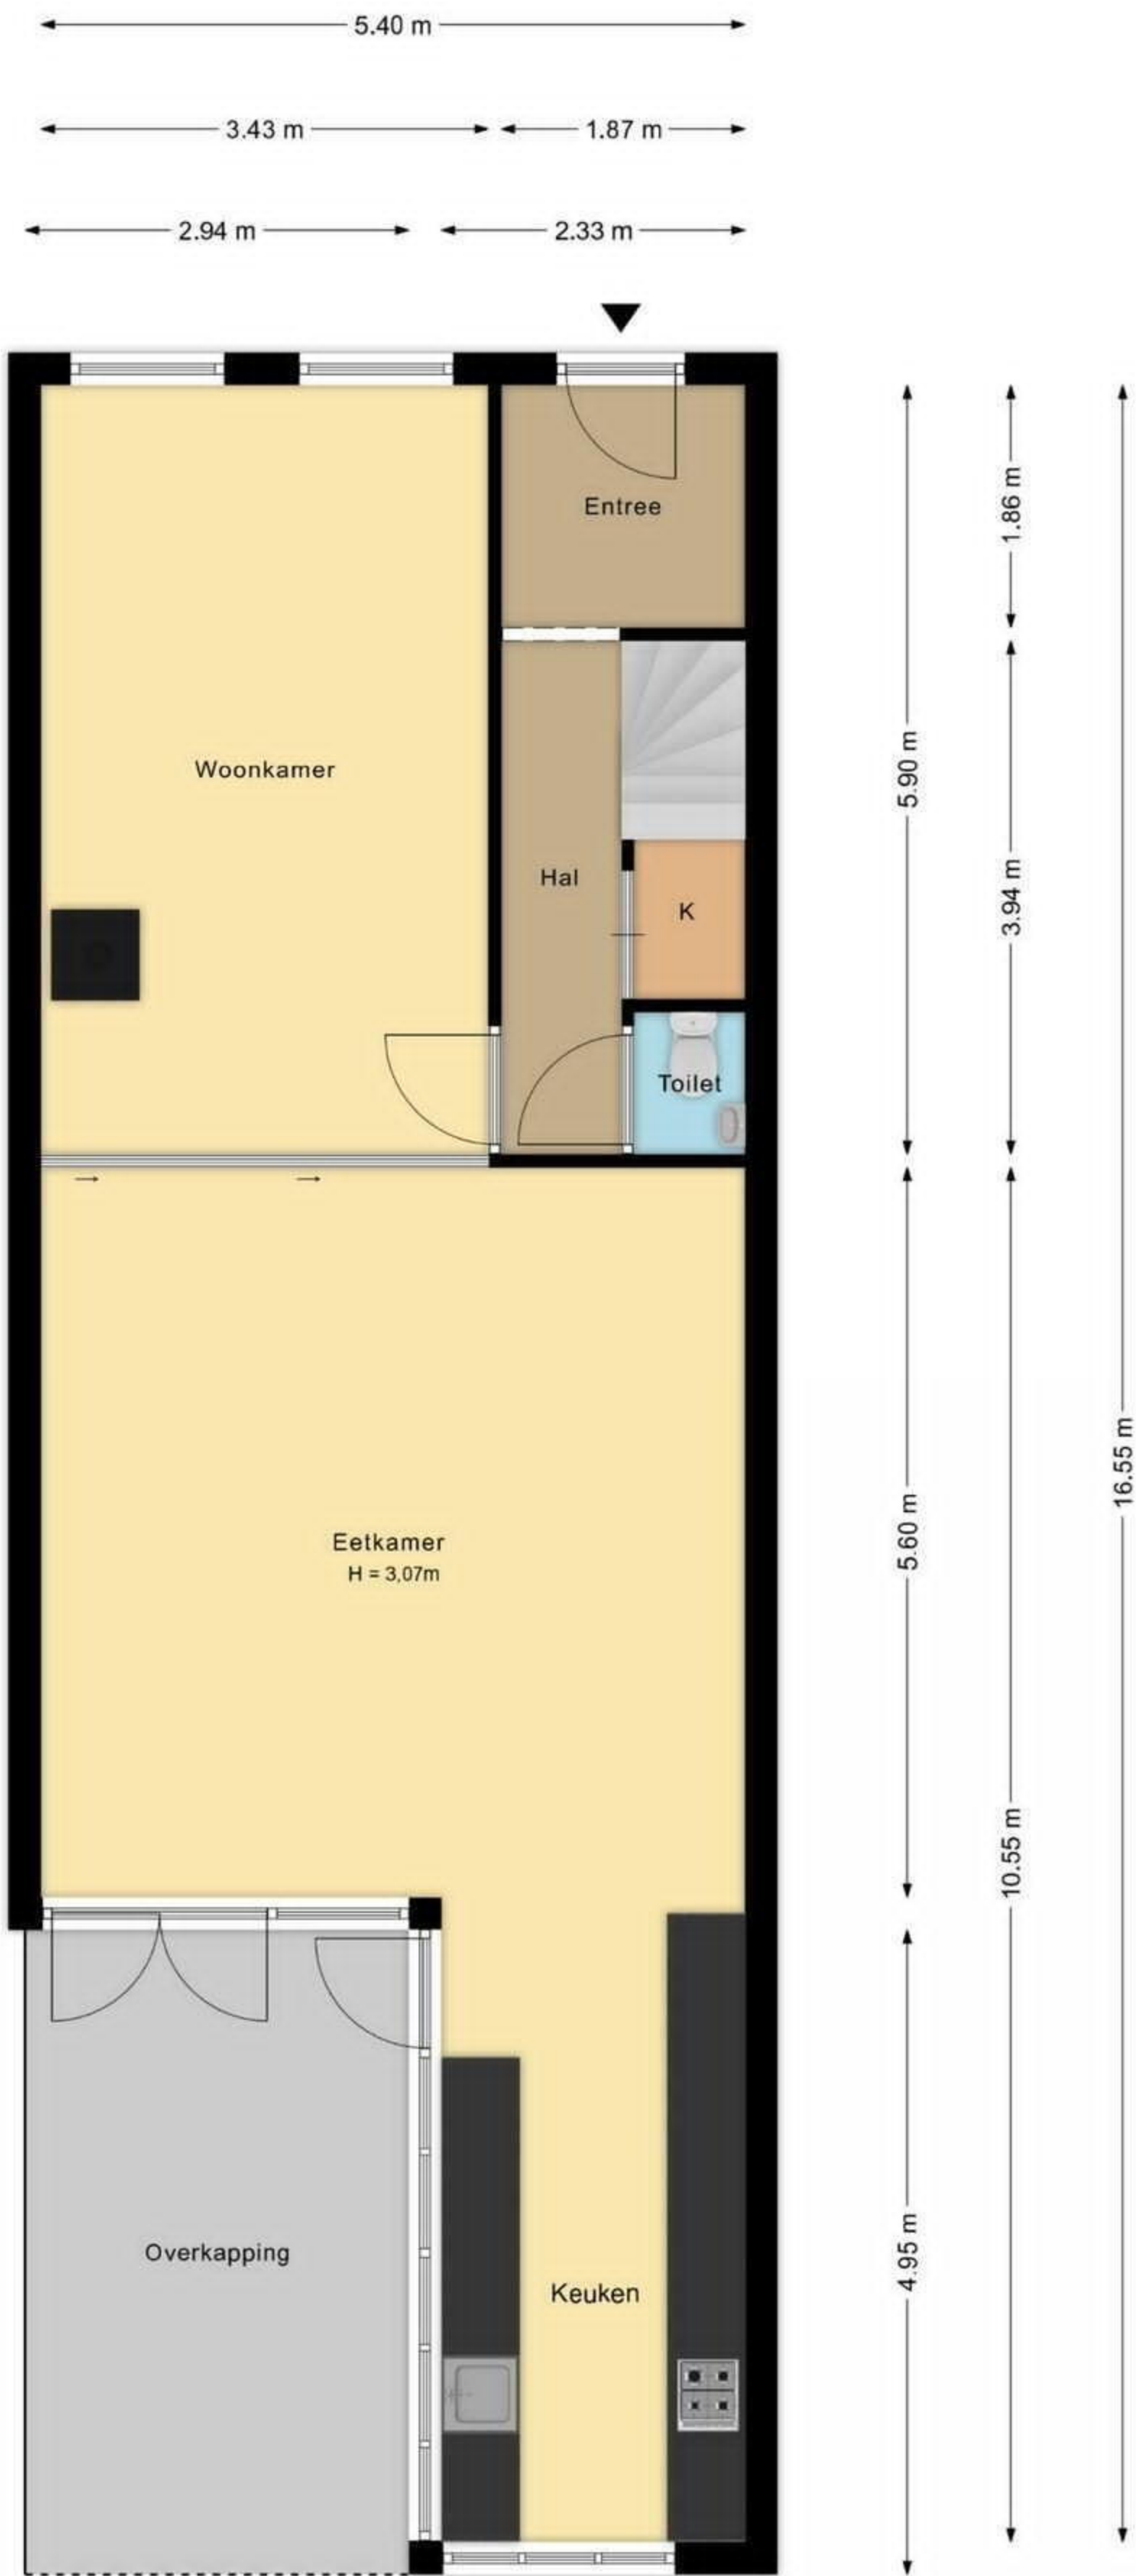 5.40 m
3.43 m
1.87 m
2.94 m
2.33 m
Entree
1.86 m
Woonkamer
5.90 m
Hal
K
3.94 m
Toilet
16.55 m
Eetkamer
H = 3,07m
5.60 m
10.55 m
Overkapping
4.95 m
Keuken